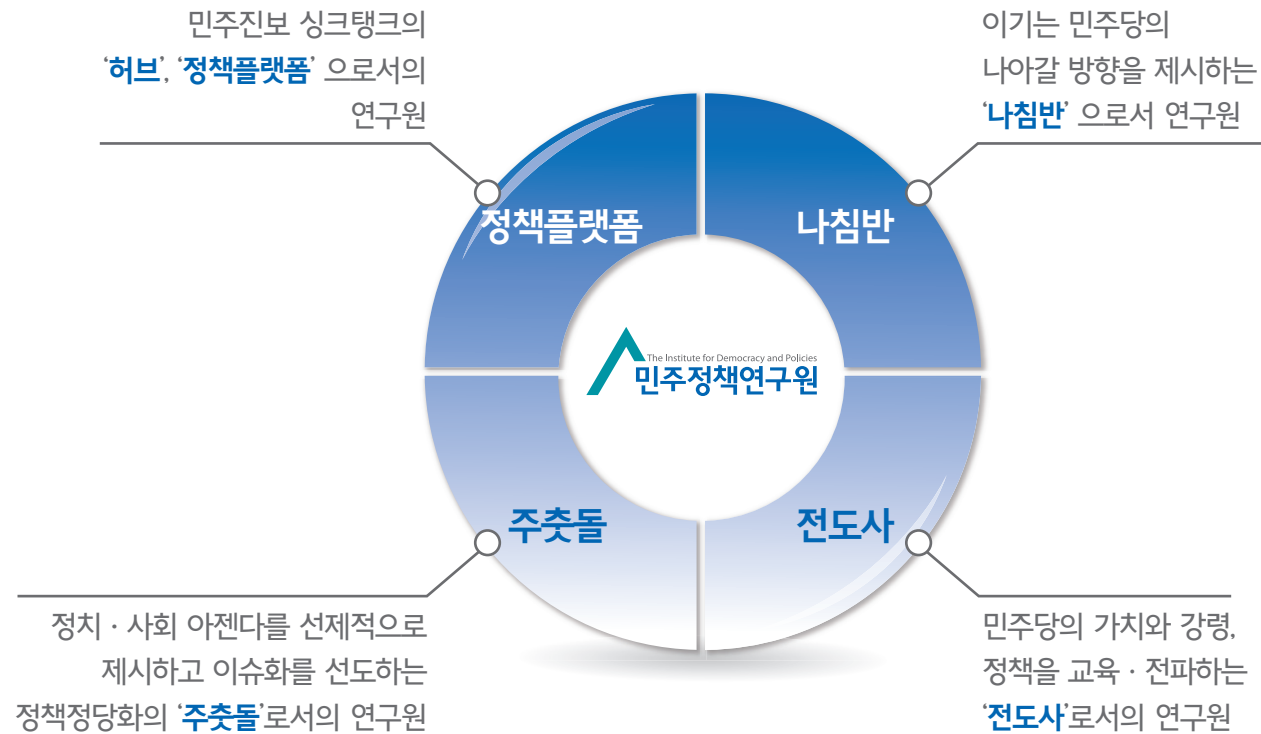 민주진보 싱크탱크의
‘허브’, ‘정책플랫폼’ 으로서의
연구원
이기는 민주당의
나아갈 방향을 제시하는
‘나침반’ 으로서 연구원
정책플랫폼
나침반
The Institute for Democracy and Policies
민주정책연구원
주춧돌
전도사
정치 · 사회 아젠다를 선제적으로
제시하고 이슈화를 선도하는
정책정당화의 ‘주춧돌’로서의 연구원
민주당의 가치와 강령,
정책을 교육 · 전파하는
‘전도사’로서의 연구원